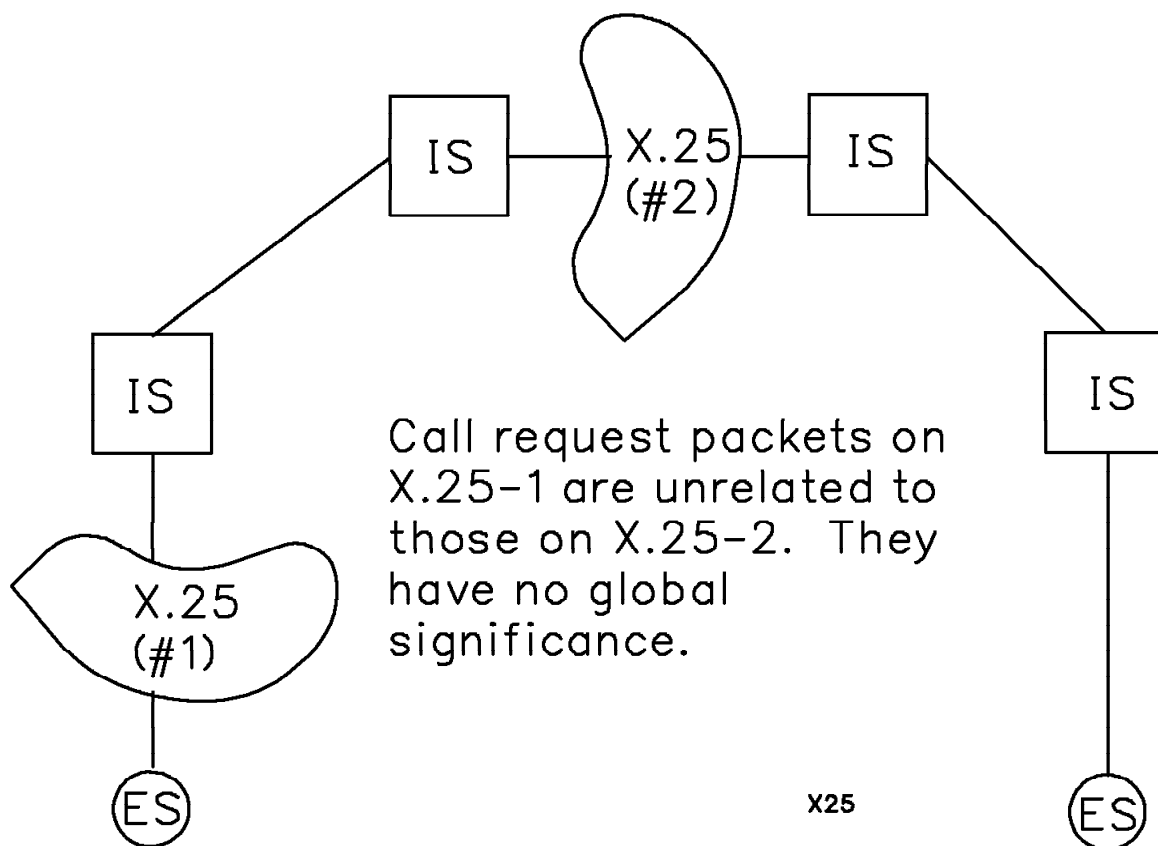 IS
X.25
(#2)
IS
IS
IS
Call request packets on
X.25-1 are unrelated to
those on X.25-2.  They
have no global
significance.
X.25
(#1)
ES
X25
ES